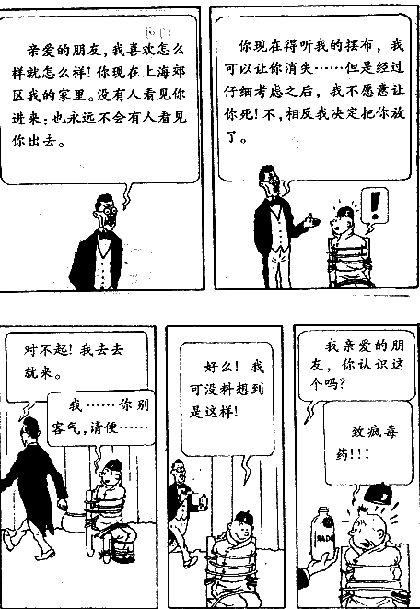 亲爱的朋友，我喜欢怎么
样就怎么样！你现在上海郊
区我的家里。没有人看见你
进来；也永远不会有人看见
你出去。
你现在得听我的摆布，我
可以让你消失……但是经过
仔细考虑之后，我不愿意让
你死！不，相反我决定把你放
了。
！
对不起！我去去
就来。
我……你别
客气，请便……
好么！我
可没料想到
是这样！
我亲爱的朋
友，你认识这
个吗？
致疯毒
药！！！